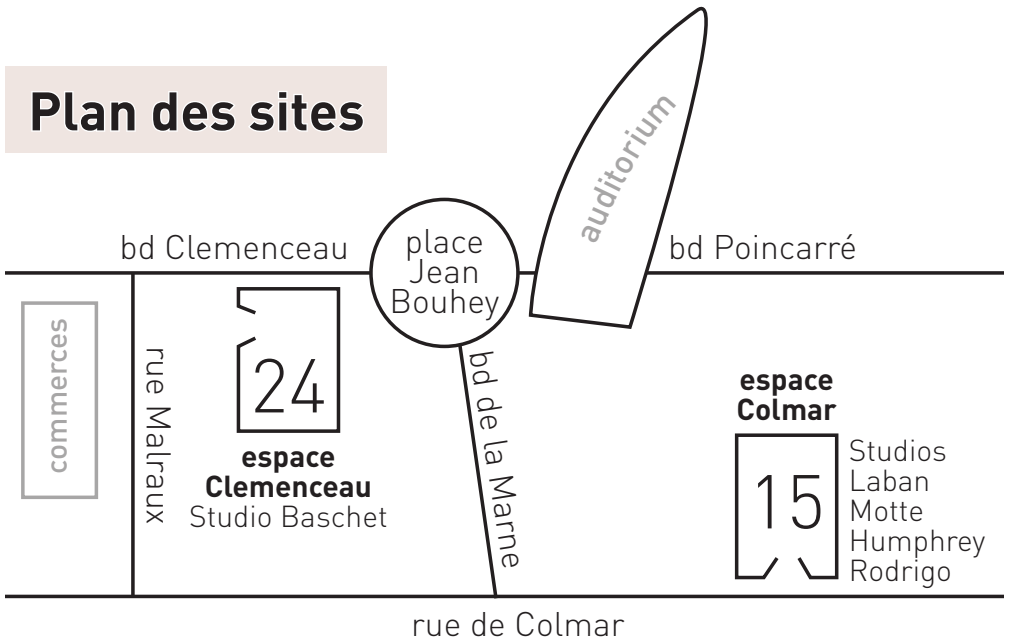 Plan des sites
auditorium
bd Clemenceau
place
Jean
Bouhey
bd Poincarré
commerces
rue Malraux
24
espace
Clemenceau
Studio Baschet
bd de la Marne
espace
Colmar
15
Studios
Laban
Motte
Humphrey
Rodrigo
rue de Colmar